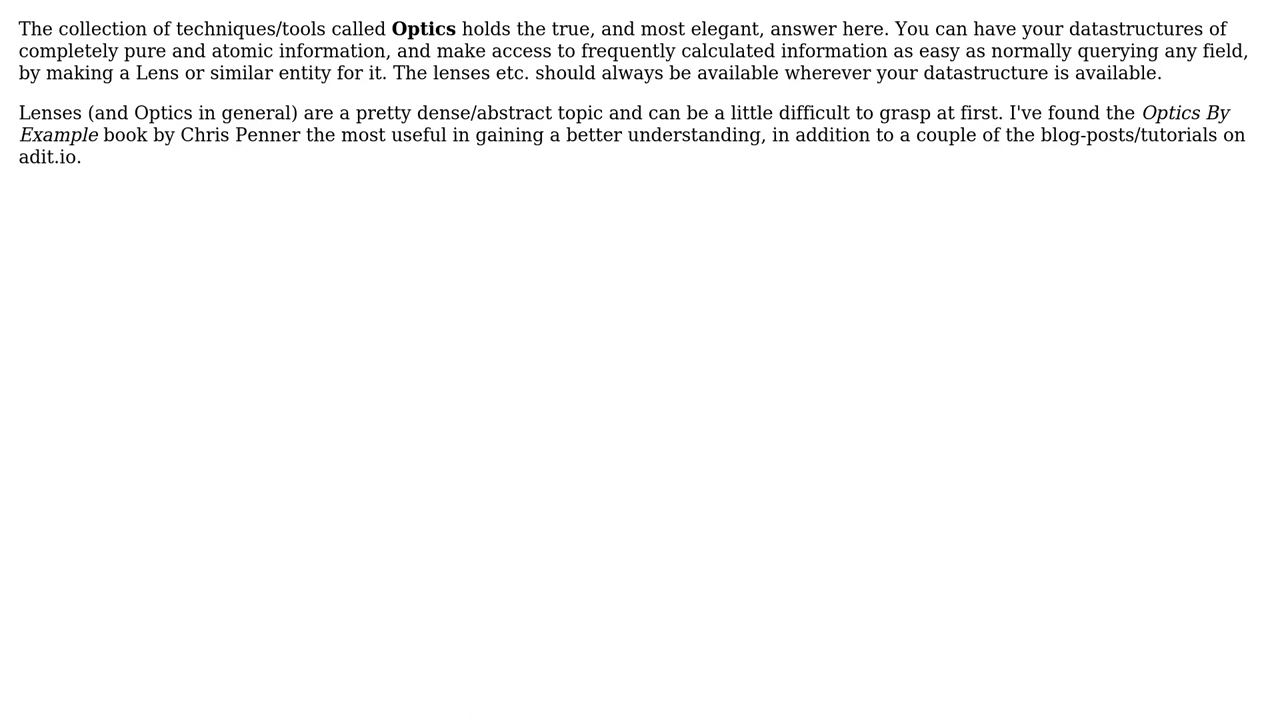 The collection of techniques/tools called Optics holds the true, and most elegant, answer here. You can have your datastructures of
completely pure and atomic information, and make access to frequently calculated information as easy as normally querying any field,
by making a Lens or similar entity for it. The lenses etc. should always be available wherever your datastructure is available.
Lenses (and Optics in general) are a pretty dense/abstract topic and can be a little difficult to grasp at first. I've found the Optics By
Example book by Chris Penner the most useful in gaining a better understanding, in addition to a couple of the blog-posts/tutorials on
adit.io.